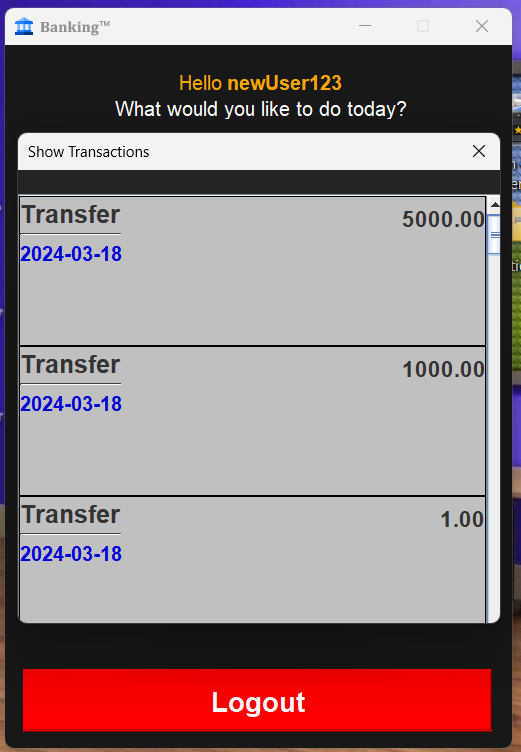 Banking™
Hello newUser123
What would you like to do today?
Show Transactions
Transfer
5000.00
2024-03-18
Transfer
1000.00
2024-03-18
Transfer
1.00
2024-03-18
Logout